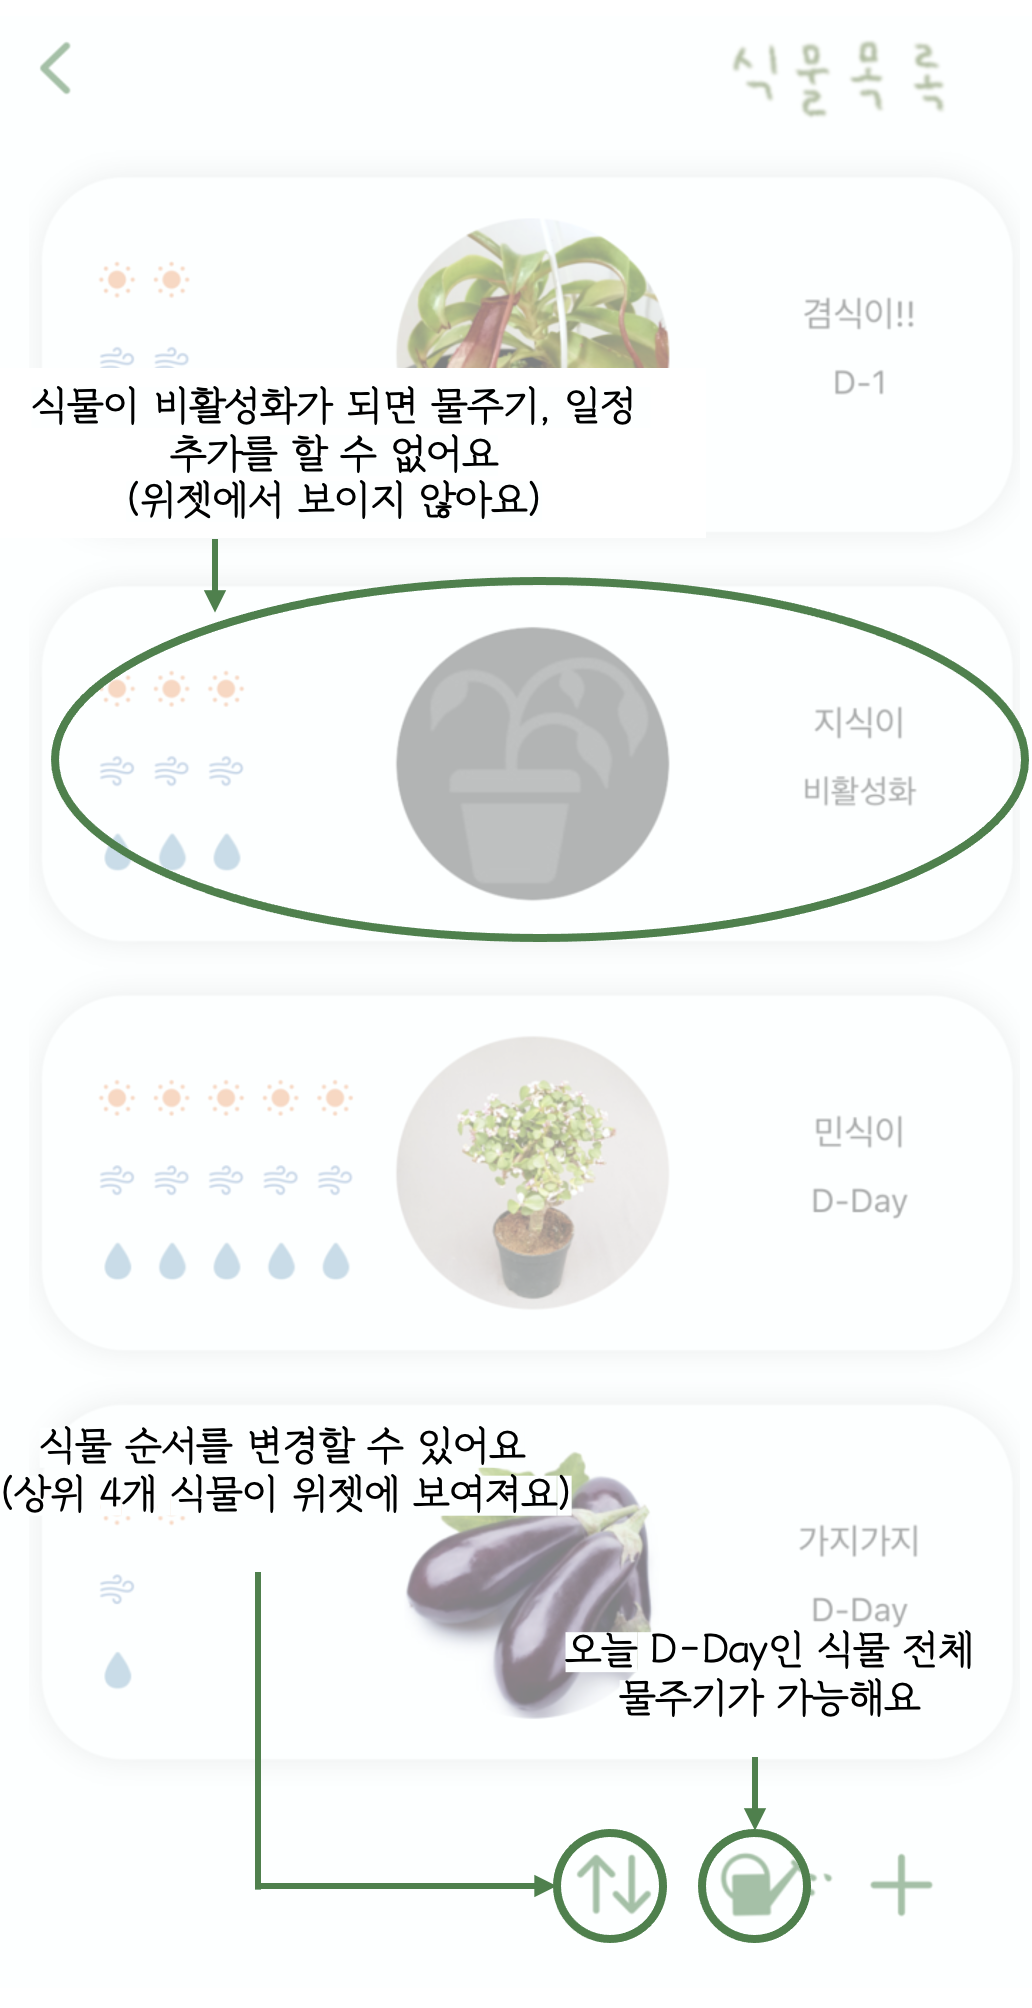 식물목록
겸식이!!
D-1
식물이 비활성화가 되면 물주기, 일정
추가를 할 수 없어요
(위젯에서 보이지 않아요)
지식이
비활성화
민식이
D-Day
식물 순서를 변경할 수 있어요
(상위 4개 식물이 위젯에 보여져요)
가지가지
D-Day
오늘 D-Day인 식물 전체
물주기가 가능해요